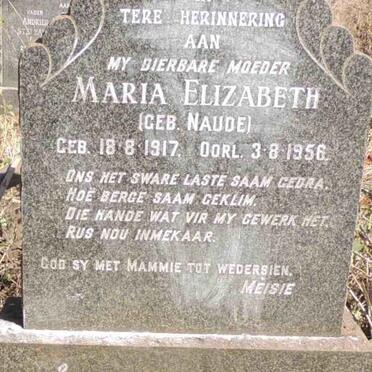 TERE HERINNERING
AAN
MY DIERBARE MOEDER
MARIA ELIZABETH
(GEB. NAUDE)
GEB. 18·8·1917. OORL. 3·8·1956.
ONS HET SWARE LASTE SAAM GEDRA.
HOË BERGE SAAM GEKLIM.
DIE HANDE WAT VIR MY GEWERK HET,
RUS NOU INMEKAAR.
GOD SY MET MAMMIE TOT WEDERSIEN.
MEISIE
VADER